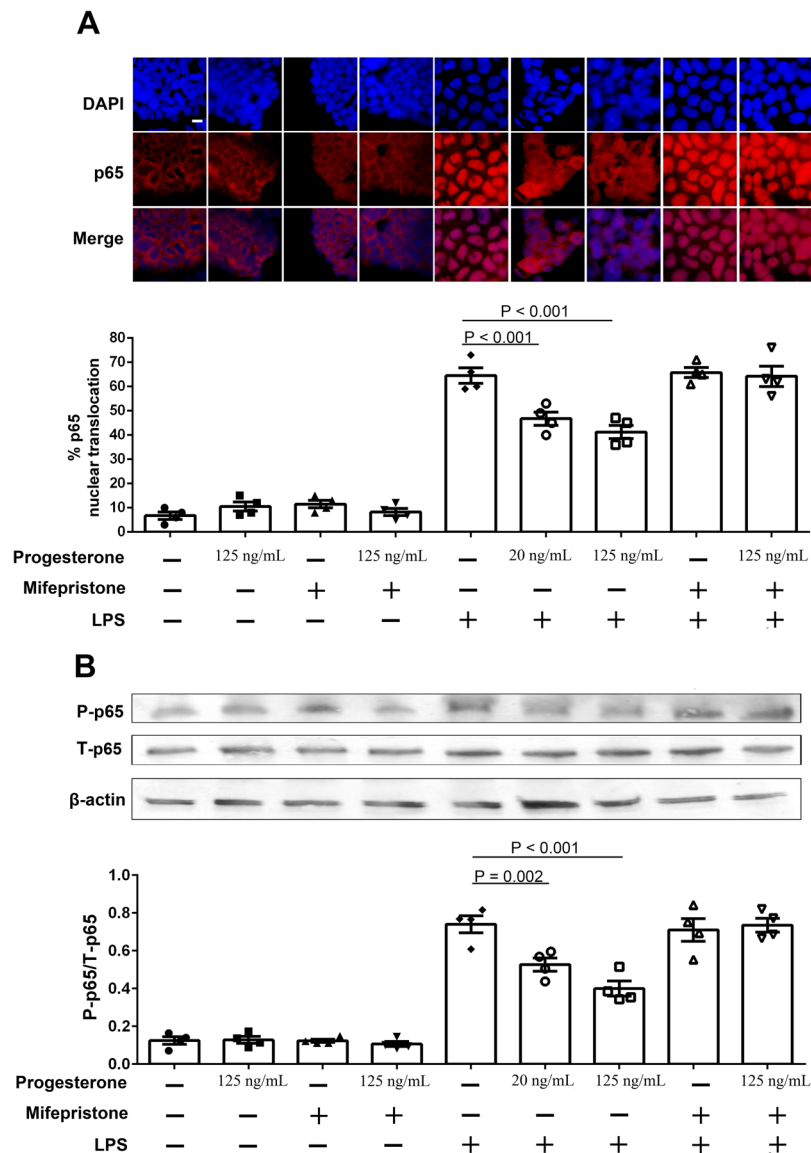 A
DAPI
p65
Merge
P < 0.001
P < 0.001
80
70
60
50
40
30
20
10
0
% p65
nuclear translocation
Progesterone — 125 ng/mL — 125 ng/mL — 20 ng/mL 125 ng/mL — 125 ng/mL
Mifepristone — — + + — — — + +
LPS — — — — + + + + +
B
P-p65
T-p65
β-actin
P < 0.001
P = 0.002
1.0
0.8
0.6
0.4
0.2
0.0
P-p65/T-p65
Progesterone — 125 ng/mL — 125 ng/mL — 20 ng/mL 125 ng/mL — 125 ng/mL
Mifepristone — — + + — — — + +
LPS — — — — + + + + +